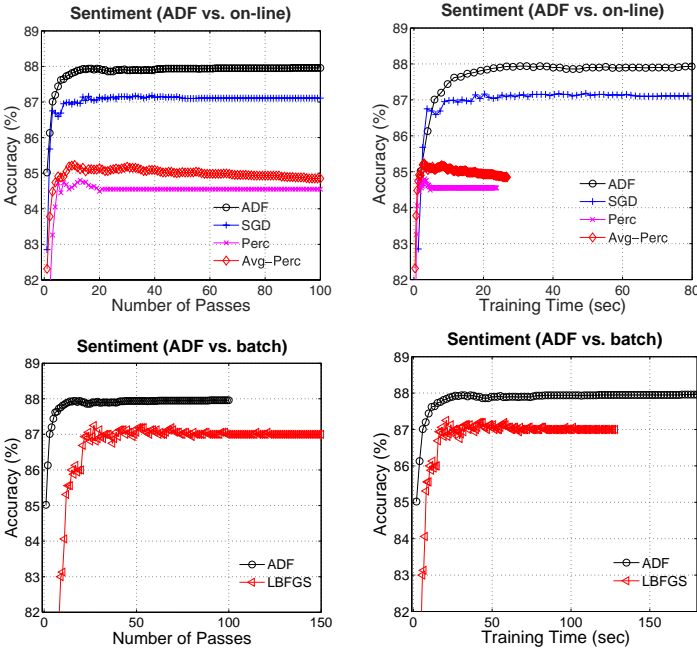 Sentiment (ADF vs. on-line)
89
88
87
86
85
84
83
82
Accuracy (%)
ADF
SGD
Perc
Avg−Perc
0 20 40 60 80 100
Number of Passes
Sentiment (ADF vs. on-line)
89
88
87
86
85
84
83
82
Accuracy (%)
ADF
SGD
Perc
Avg−Perc
0 20 40 60 80
Training Time (sec)
Sentiment (ADF vs. batch)
89
88
87
86
85
84
83
82
Accuracy (%)
ADF
LBFGS
0 50 100 150
Number of Passes
Sentiment (ADF vs. batch)
89
88
87
86
85
84
83
82
Accuracy (%)
ADF
LBFGS
0 50 100 150
Training Time (sec)